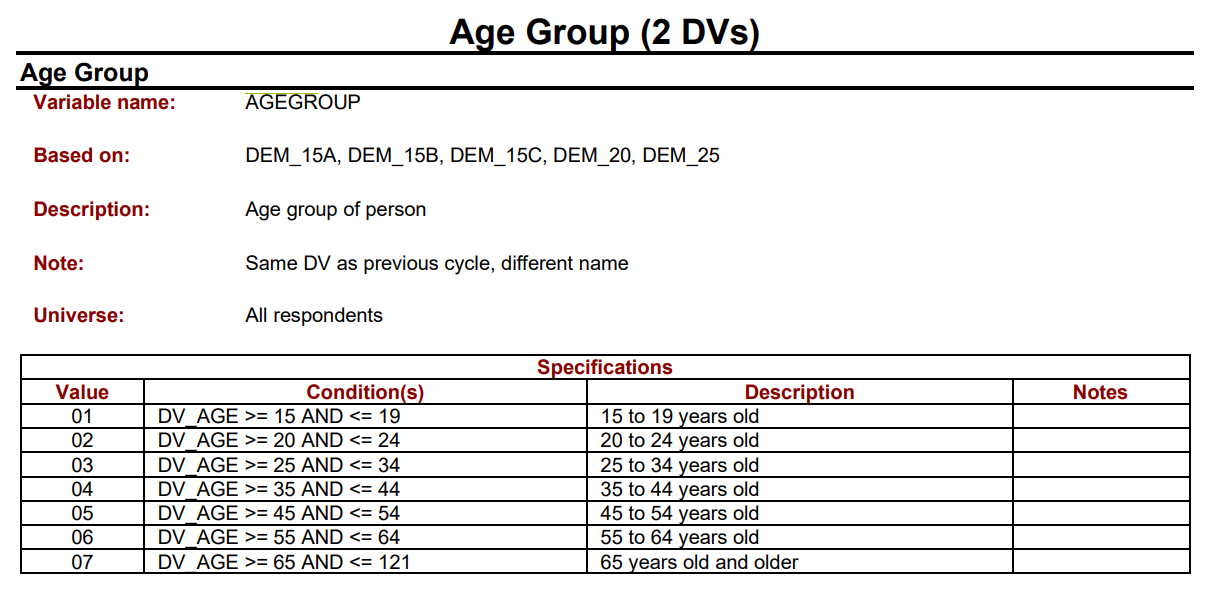 Age Group (2 DVs)
Age Group
Variable name: AGEGROUP
Based on: DEM_15A, DEM_15B, DEM_15C, DEM_20, DEM_25
Description: Age group of person
Note: Same DV as previous cycle, different name
Universe: All respondents
Specifications
Value Condition(s) Description Notes
01 DV_AGE >= 15 AND <= 19 15 to 19 years old
02 DV_AGE >= 20 AND <= 24 20 to 24 years old
03 DV_AGE >= 25 AND <= 34 25 to 34 years old
04 DV_AGE >= 35 AND <= 44 35 to 44 years old
05 DV_AGE >= 45 AND <= 54 45 to 54 years old
06 DV_AGE >= 55 AND <= 64 55 to 64 years old
07 DV_AGE >= 65 AND <= 121 65 years old and older